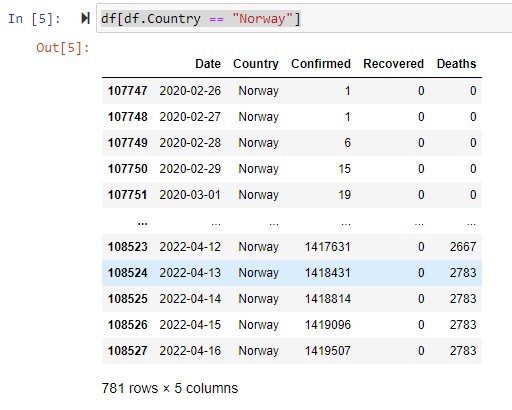 In [5]: df[df.Country == "Norway"]
Out[5]:
Date Country Confirmed Recovered Deaths
107747 2020-02-26 Norway 1 0 0
107748 2020-02-27 Norway 1 0 0
107749 2020-02-28 Norway 6 0 0
107750 2020-02-29 Norway 15 0 0
107751 2020-03-01 Norway 19 0 0
... ... ... ... ... ...
108523 2022-04-12 Norway 1417631 0 2667
108524 2022-04-13 Norway 1418431 0 2783
108525 2022-04-14 Norway 1418814 0 2783
108526 2022-04-15 Norway 1419096 0 2783
108527 2022-04-16 Norway 1419507 0 2783
781 rows × 5 columns